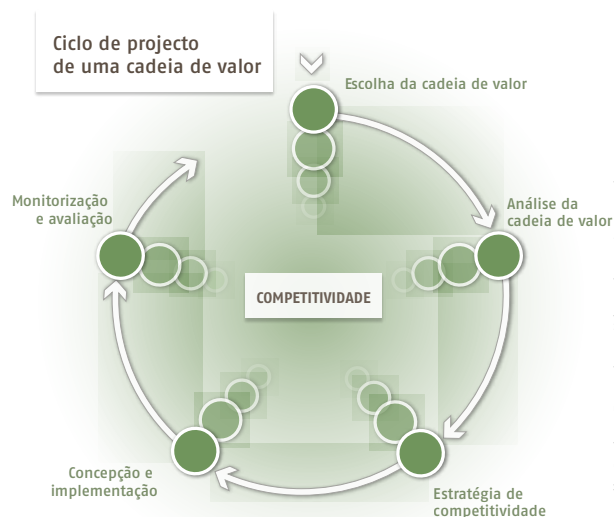 Ciclo de projecto
de uma cadeia de valor
Escolha da cadeia de valor
Análise da
cadeia de valor
Monitorização
e avaliação
COMPETITIVIDADE
Concepção e
implementação
Estratégia de
competitividade